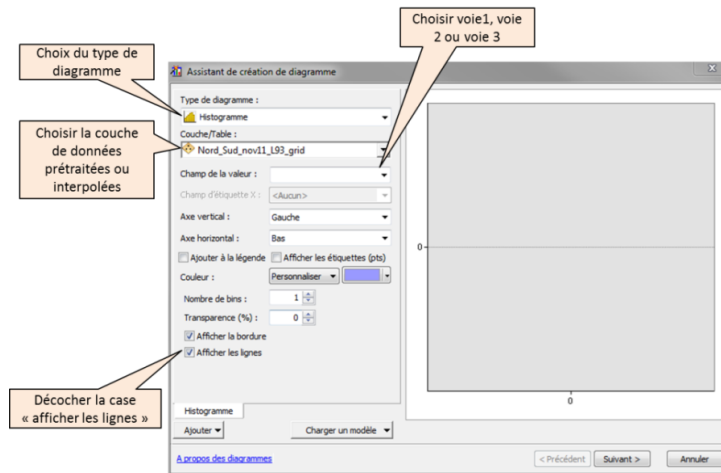 Choisir voie1, voie
2 ou voie 3
Choix du type de
diagramme
Choisir la couche
de données
prétraitées ou
interpolées
Décocher la case
« afficher les lignes »
Assistant de création de diagramme
Type de diagramme :
Histogramme
Couche/Table :
Nord_Sud_nov11_L93_grid
Champ de la valeur :
Champ d'étiquette X : <Aucun>
Axe vertical : Gauche
Axe horizontal : Bas
Ajouter à la légende Afficher les étiquettes (pts)
Couleur : Personnaliser
Nombre de bins : 1
Transparence (%) : 0
Afficher la bordure
Afficher les lignes
Histogramme
Ajouter Charger un modèle
0
0
A propos des diagrammes < Précédent Suivant > Annuler